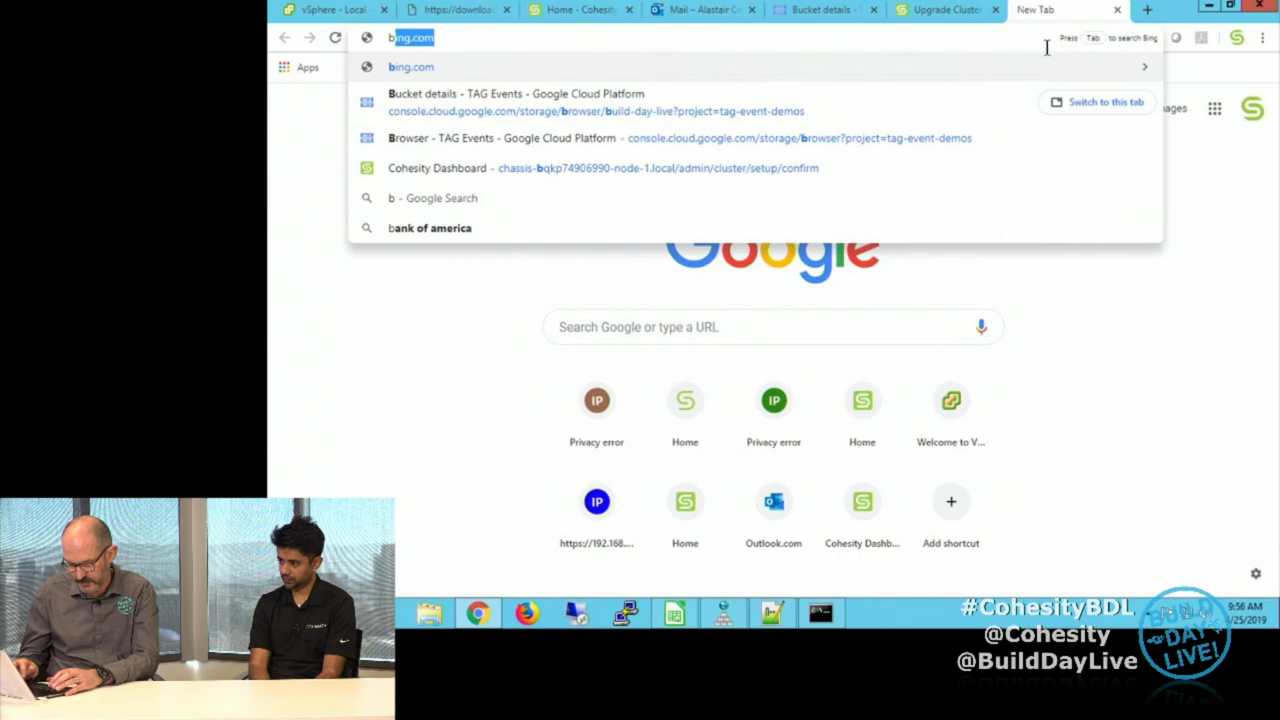 vSphere - Local -
https://download
Home - Cohesity
Mail – Alastair C
Bucket details -
Upgrade Cluster
New Tab
bing.com
Press Tab to search Bing
Apps
bing.com
Bucket details - TAG Events - Google Cloud Platform
console.cloud.google.com/storage/browser/build-day-live?project=tag-event-demos
Switch to this tab
Browser - TAG Events - Google Cloud Platform - console.cloud.google.com/storage/browser?project=tag-event-demos
Cohesity Dashboard - chassis-bqkp74906990-node-1.local/admin/cluster/setup/confirm
b - Google Search
bank of america
Google
Search Google or type a URL
IP
IP
Privacy error
Home
Privacy error
Home
Welcome to V...
IP
https://192.168....
Home
Outlook.com
Cohesity Dashb...
Add shortcut
9:56 AM
/25/2019
#CohesityBDL
@Cohesity
@BuildDayLive
BUILD
DAY
LIVE!